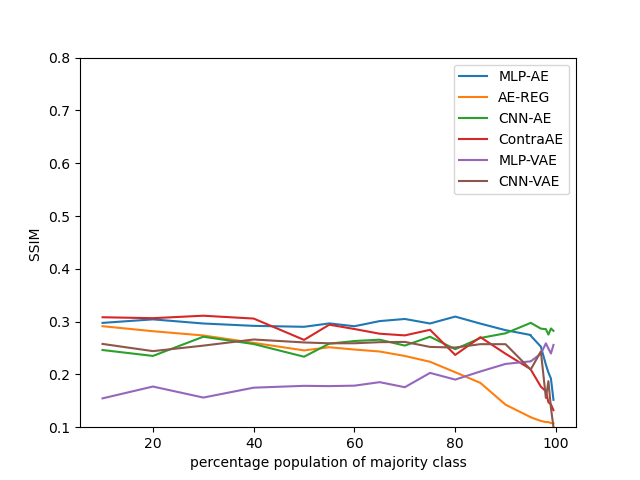 0.8
0.7
0.6
0.5
0.4
0.3
0.2
0.1
SSIM
20
40
60
80
100
percentage population of majority class
MLP-AE
AE-REG
CNN-AE
ContraAE
MLP-VAE
CNN-VAE